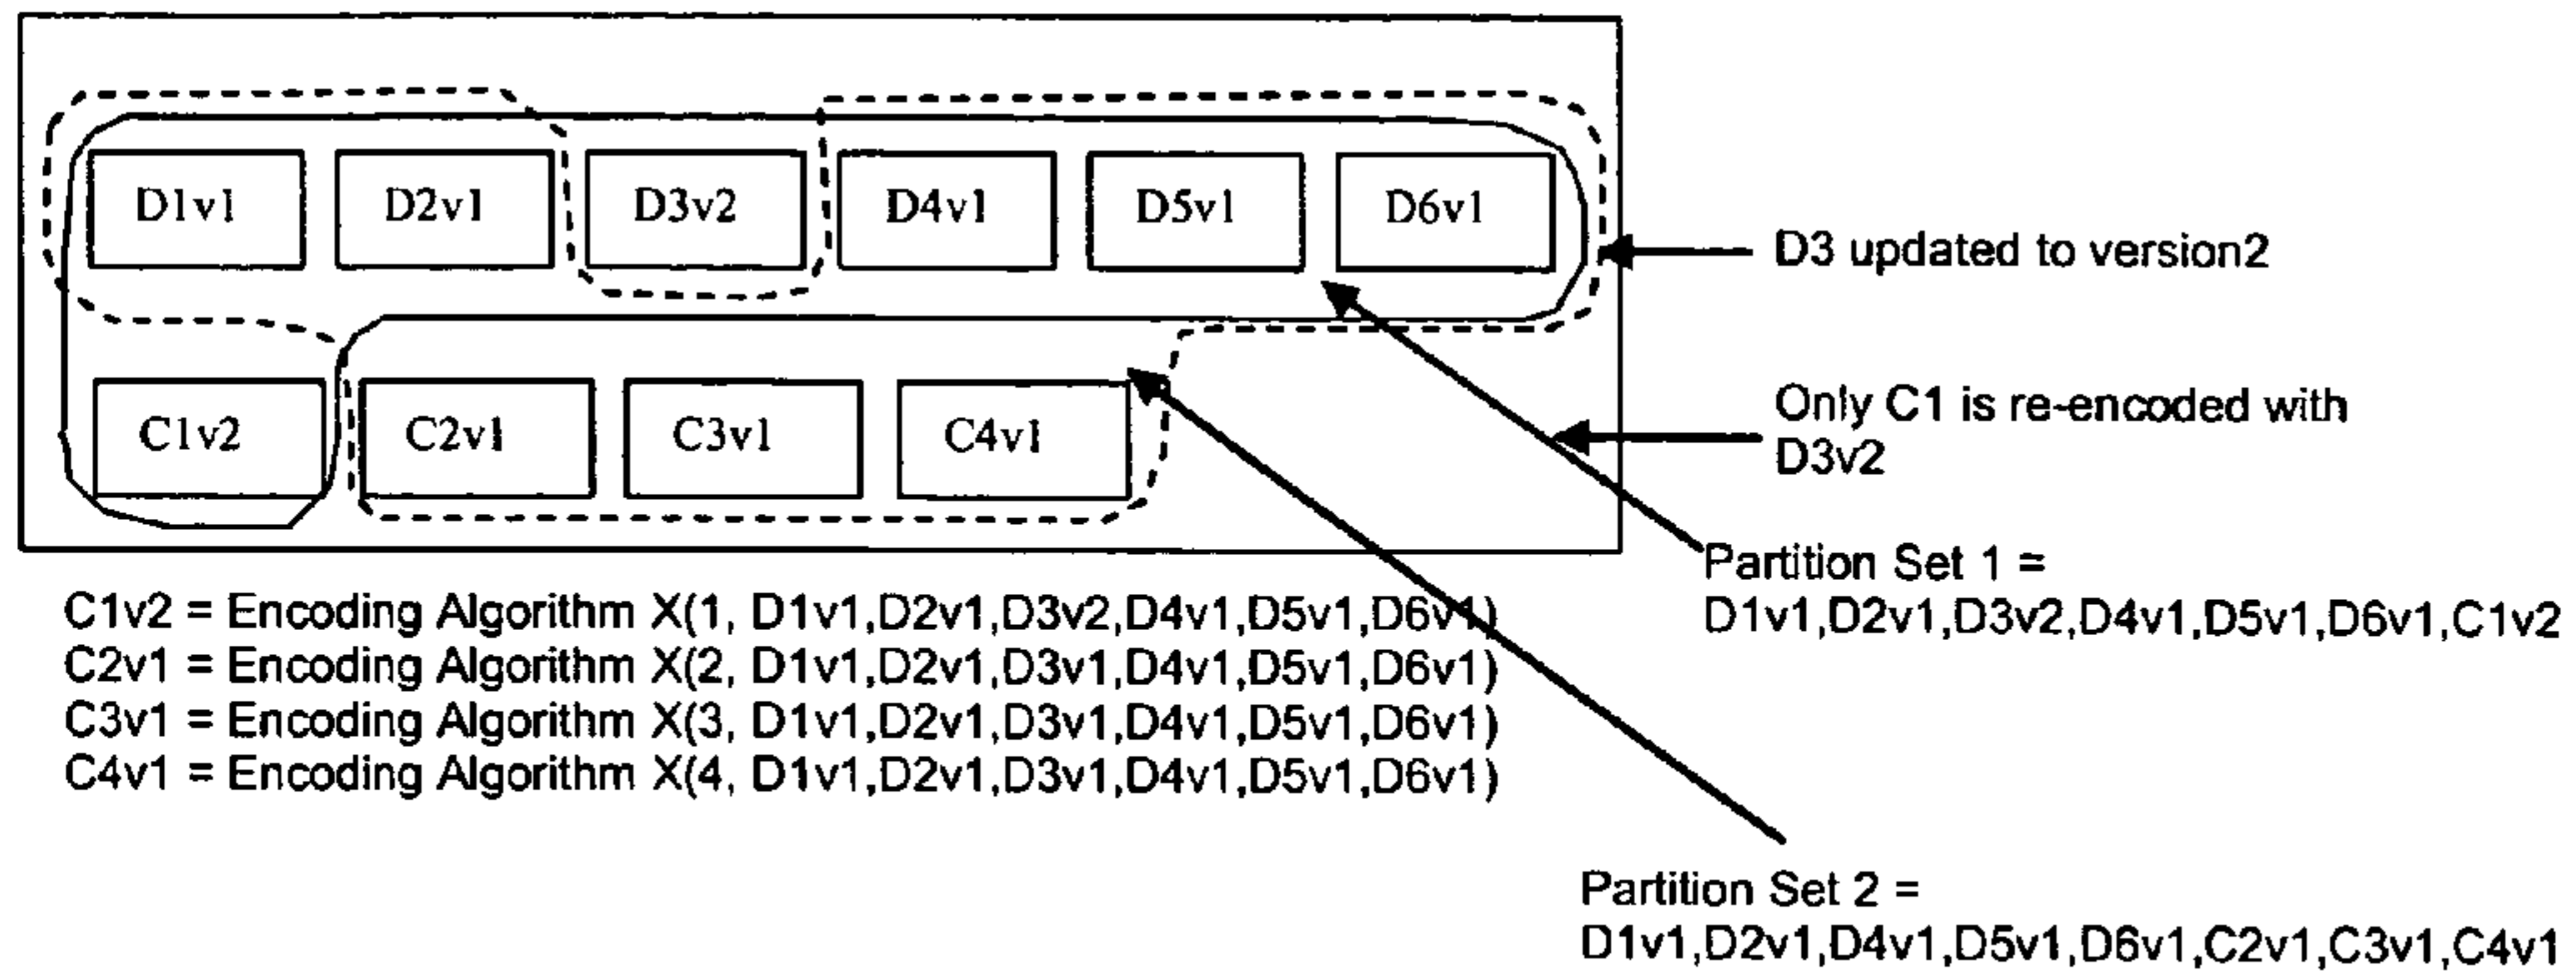 D1v1 D2v1 D3v2 D4v1 D5v1 D6v1
D3 updated to version2
C1v2 C2v1 C3v1 C4v1
Only C1 is re-encoded with
D3v2
Partition Set 1 =
D1v1,D2v1,D3v2,D4v1,D5v1,D6v1,C1v2
C1v2 = Encoding Algorithm X(1, D1v1,D2v1,D3v2,D4v1,D5v1,D6v1)
C2v1 = Encoding Algorithm X(2, D1v1,D2v1,D3v1,D4v1,D5v1,D6v1)
C3v1 = Encoding Algorithm X(3, D1v1,D2v1,D3v1,D4v1,D5v1,D6v1)
C4v1 = Encoding Algorithm X(4, D1v1,D2v1,D3v1,D4v1,D5v1,D6v1)
Partition Set 2 =
D1v1,D2v1,D4v1,D5v1,D6v1,C2v1,C3v1,C4v1